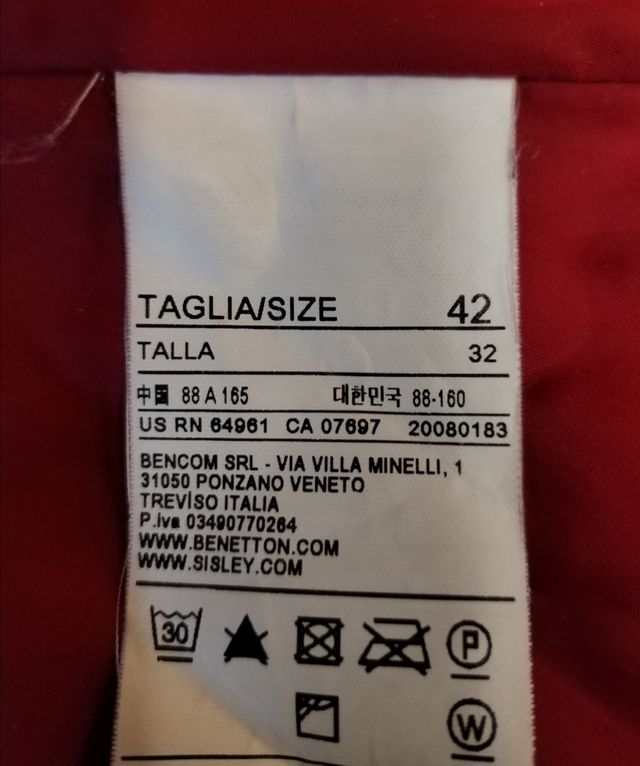 TAGLIA/SIZE 42
TALLA 32
中国 88 A 165 대한민국 88-160
US RN 64961 CA 07697 20080183
BENCOM SRL - VIA VILLA MINELLI, 1
31050 PONZANO VENETO
TREVISO ITALIA
P.iva 03490770264
WWW.BENETTON.COM
WWW.SISLEY.COM
30 P
W